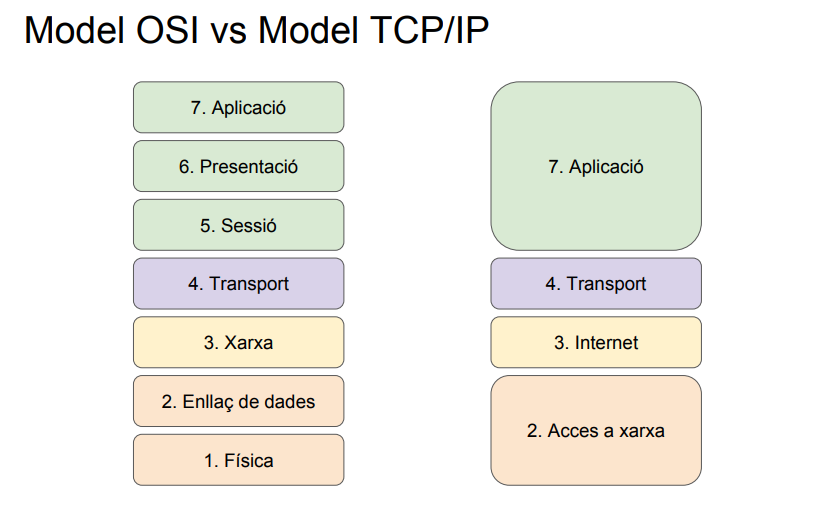 Model OSI vs Model TCP/IP
7. Aplicació
6. Presentació
5. Sessió
4. Transport
3. Xarxa
2. Enllaç de dades
1. Física
7. Aplicació
4. Transport
3. Internet
2. Acces a xarxa